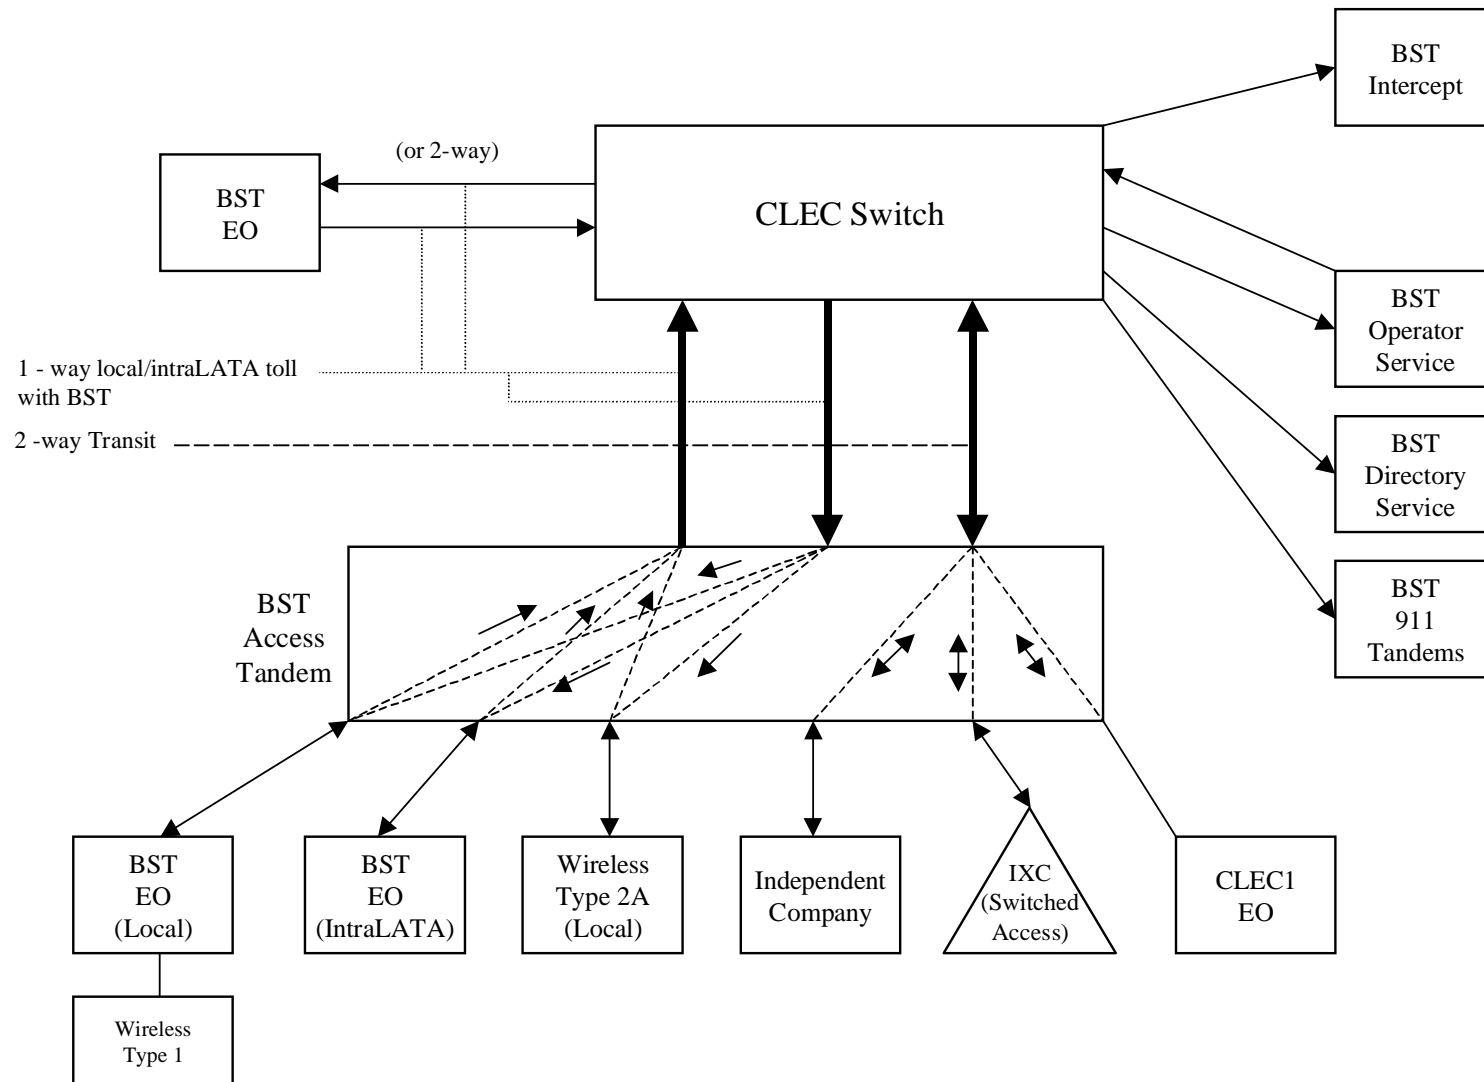 BST
Intercept
(or 2-way)
BST
EO
CLEC Switch
BST
Operator
Service
1 - way local/intraLATA toll
with BST
2 -way Transit
BST
Directory
Service
BST
911
Tandems
BST
Access
Tandem
BST
EO
(Local)
BST
EO
(IntraLATA)
Wireless
Type 2A
(Local)
Independent
Company
IXC
(Switched
Access)
CLEC1
EO
Wireless
Type 1